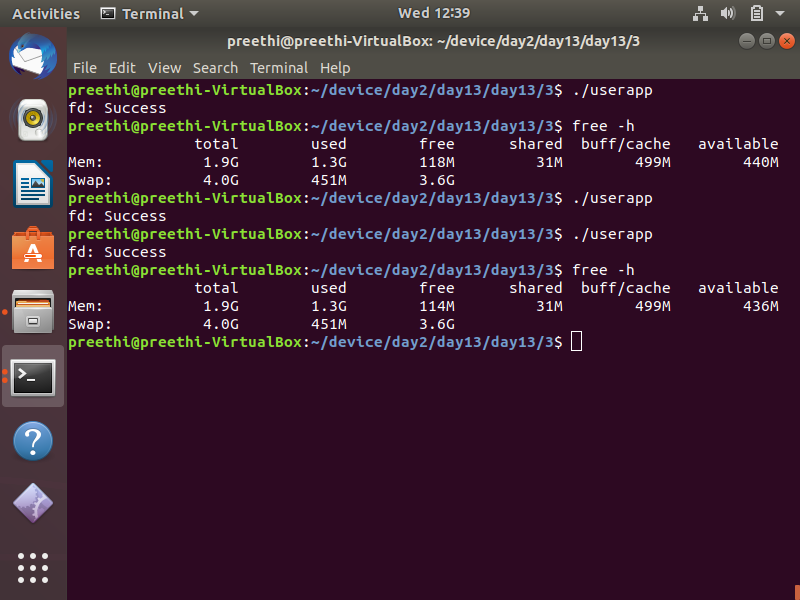 Activities Terminal Wed 12:39
preethi@preethi-VirtualBox: ~/device/day2/day13/day13/3
File Edit View Search Terminal Help
preethi@preethi-VirtualBox:~/device/day2/day13/day13/3$ ./userapp
fd: Success
preethi@preethi-VirtualBox:~/device/day2/day13/day13/3$ free -h
total used free shared buff/cache available
Mem: 1.9G 1.3G 118M 31M 499M 440M
Swap: 4.0G 451M 3.6G
preethi@preethi-VirtualBox:~/device/day2/day13/day13/3$ ./userapp
fd: Success
preethi@preethi-VirtualBox:~/device/day2/day13/day13/3$ ./userapp
fd: Success
preethi@preethi-VirtualBox:~/device/day2/day13/day13/3$ free -h
total used free shared buff/cache available
Mem: 1.9G 1.3G 114M 31M 499M 436M
Swap: 4.0G 451M 3.6G
preethi@preethi-VirtualBox:~/device/day2/day13/day13/3$